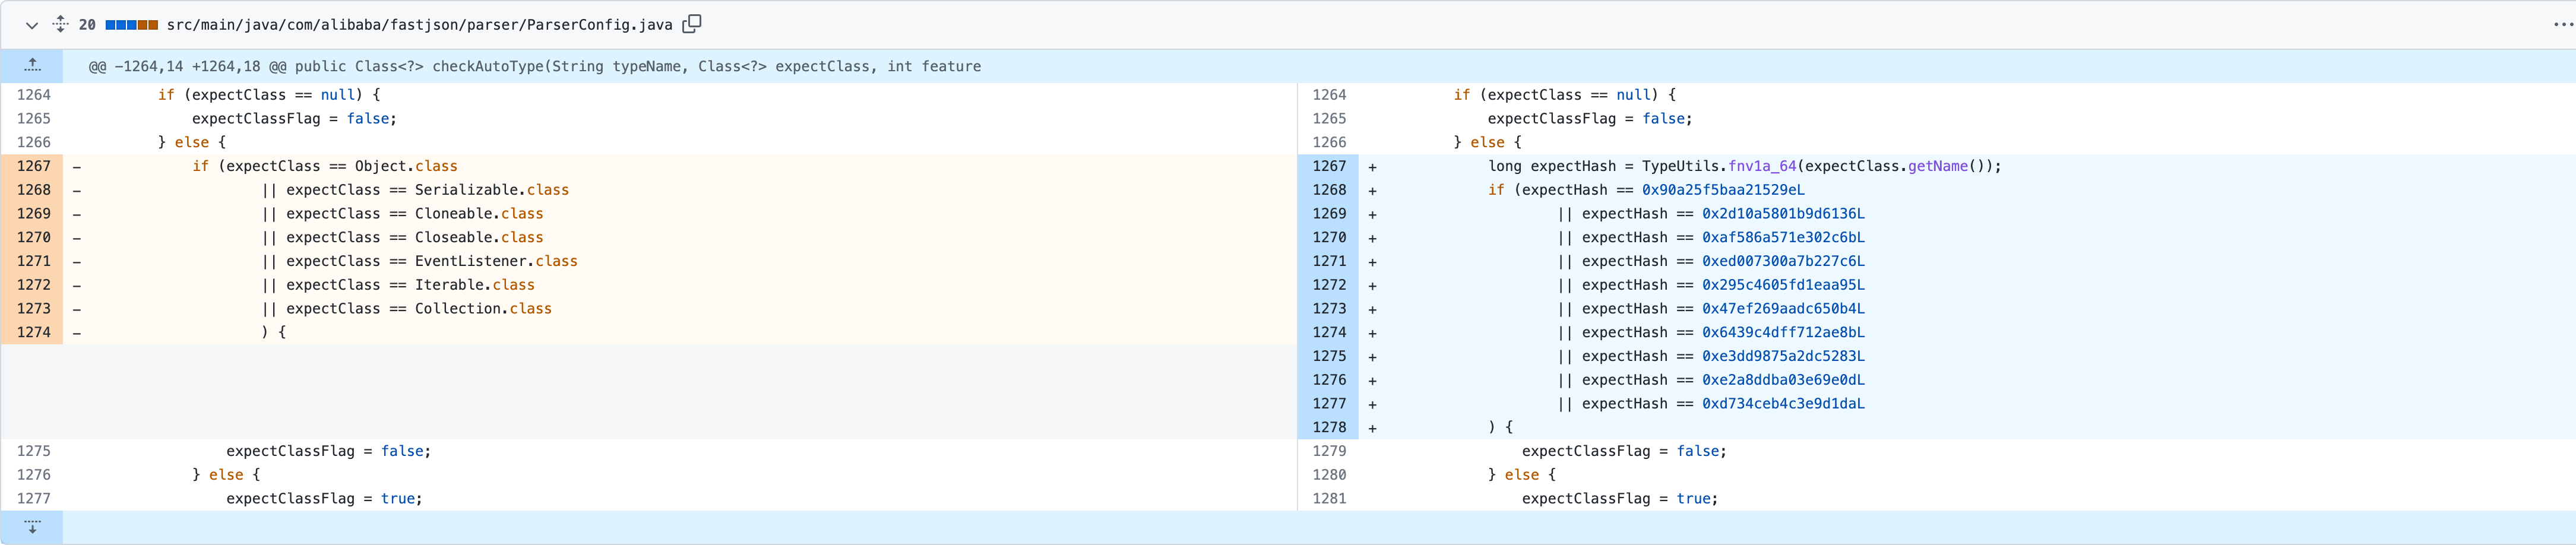 20 src/main/java/com/alibaba/fastjson/parser/ParserConfig.java
@@ -1264,14 +1264,18 @@ public Class<?> checkAutoType(String typeName, Class<?> expectClass, int feature
1264 if (expectClass == null) {
1265 expectClassFlag = false;
1266 } else {
1267 - if (expectClass == Object.class
1268 - || expectClass == Serializable.class
1269 - || expectClass == Cloneable.class
1270 - || expectClass == Closeable.class
1271 - || expectClass == EventListener.class
1272 - || expectClass == Iterable.class
1273 - || expectClass == Collection.class
1274 - ) {
1275 expectClassFlag = false;
1276 } else {
1277 expectClassFlag = true;
1264 if (expectClass == null) {
1265 expectClassFlag = false;
1266 } else {
1267 + long expectHash = TypeUtils.fnv1a_64(expectClass.getName());
1268 + if (expectHash == 0x90a25f5baa21529eL
1269 + || expectHash == 0x2d10a5801b9d6136L
1270 + || expectHash == 0xaf586a571e302c6bL
1271 + || expectHash == 0xed007300a7b227c6L
1272 + || expectHash == 0x295c4605fd1eaa95L
1273 + || expectHash == 0x47ef269aadc650b4L
1274 + || expectHash == 0x6439c4dff712ae8bL
1275 + || expectHash == 0xe3dd9875a2dc5283L
1276 + || expectHash == 0xe2a8ddba03e69e0dL
1277 + || expectHash == 0xd734ceb4c3e9d1daL
1278 + ) {
1279 expectClassFlag = false;
1280 } else {
1281 expectClassFlag = true;